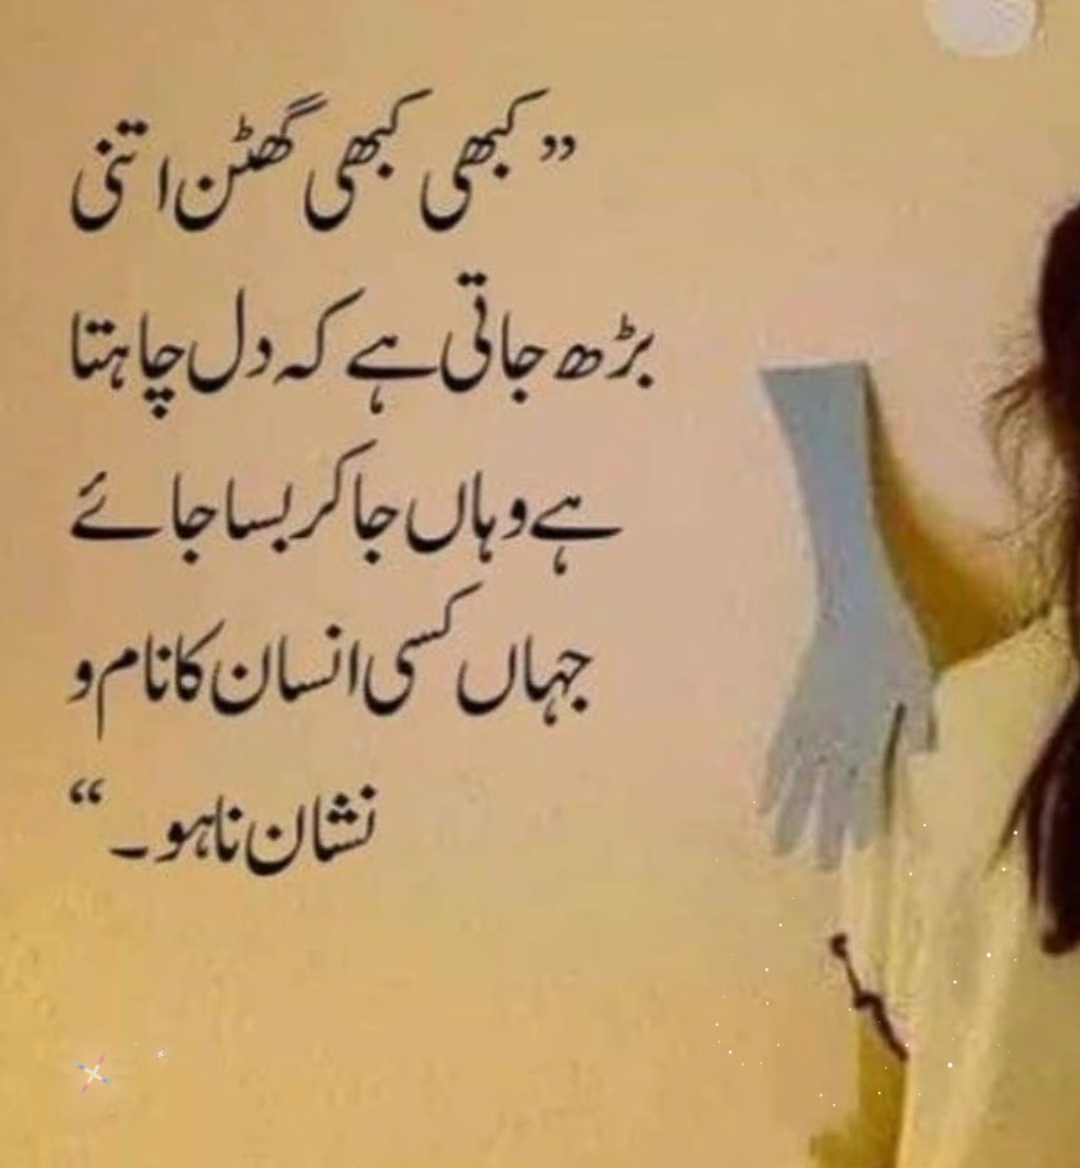 ”کبھی کبھی گھٹن اتنی
بڑھ جاتی ہے کہ دل چاہتا
ہے وہاں جا کر بسا جائے
جہاں کسی انسان کا نام و
نشان نا ہو۔“